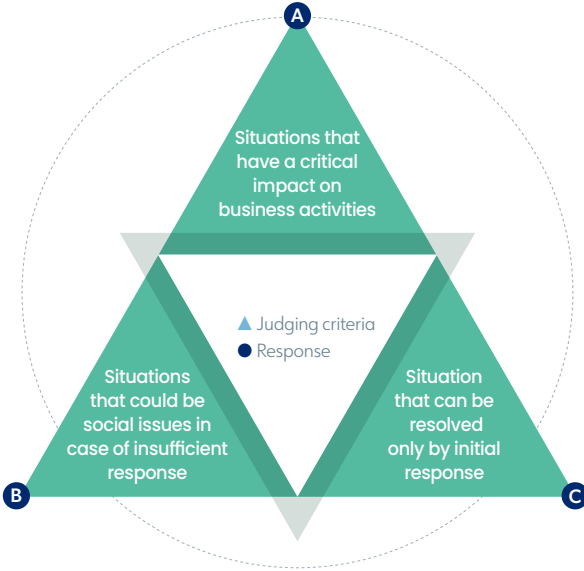 A
Situations that
have a critical
impact on
business activities
Judging criteria
Response
Situations
that could be
social issues in
case of insufficient
response
Situation
that can be
resolved
only by initial
response
B
C